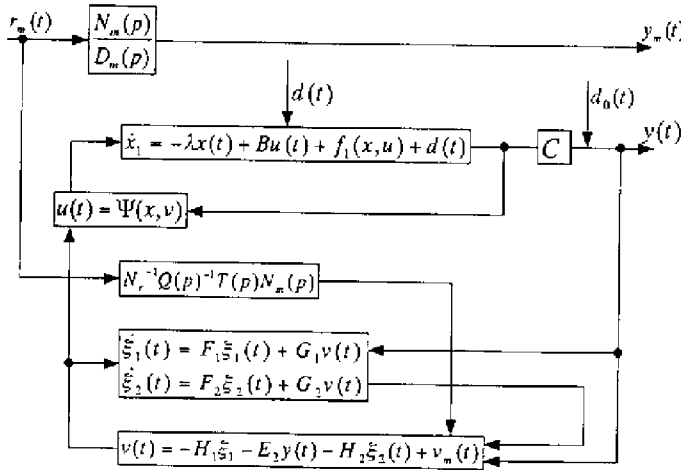 r_m(t)
N_m(p)
D_m(p)
y_m(t)
d(t)
d_0(t)
ẋ_1 = -λx(t) + Bu(t) + f_1(x,u) + d(t)
C
y(t)
u(t) = Ψ(x,v)
N_r^{-1}Q(p)^{-1}T(p)N_m(p)
ξ̇_1(t) = F_1ξ_1(t) + G_1v(t)
ξ̇_2(t) = F_2ξ_2(t) + G_2v(t)
v(t) = -H_1ξ_1 - E_2y(t) - H_2ξ_2(t) + v_m(t)